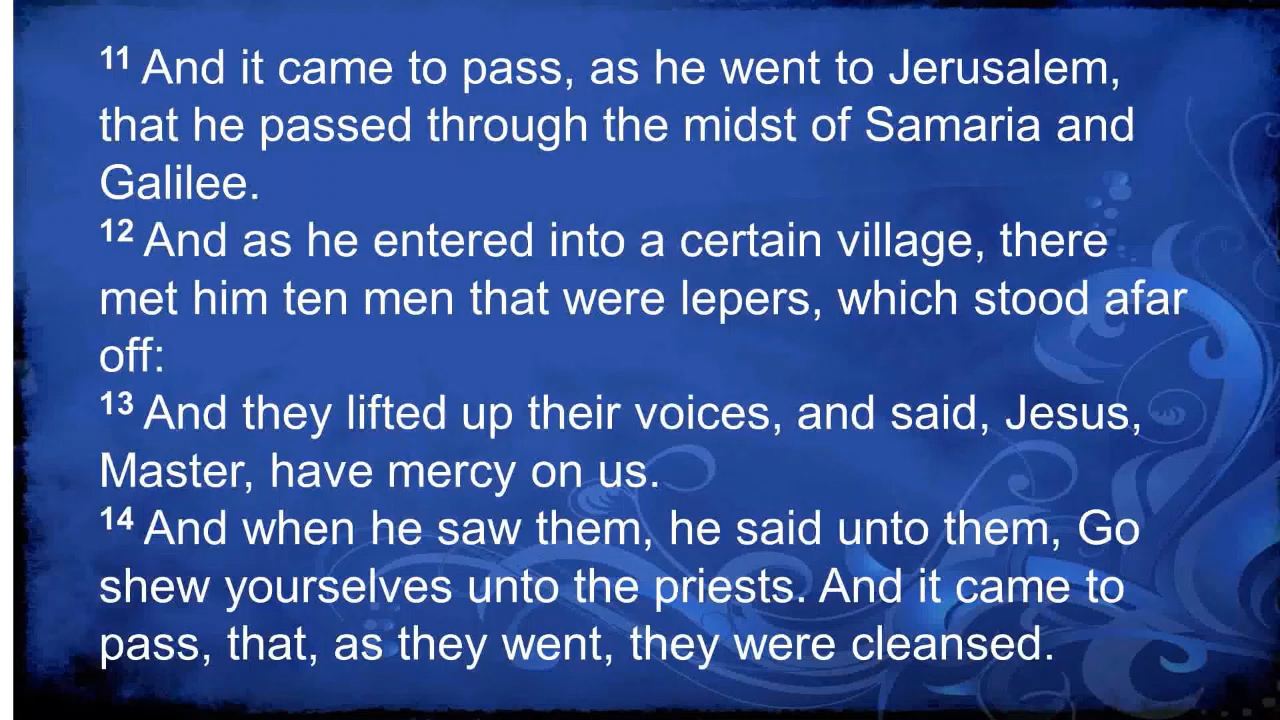 11 And it came to pass, as he went to Jerusalem,
that he passed through the midst of Samaria and
Galilee.
12 And as he entered into a certain village, there
met him ten men that were lepers, which stood afar
off:
13 And they lifted up their voices, and said, Jesus,
Master, have mercy on us.
14 And when he saw them, he said unto them, Go
shew yourselves unto the priests. And it came to
pass, that, as they went, they were cleansed.